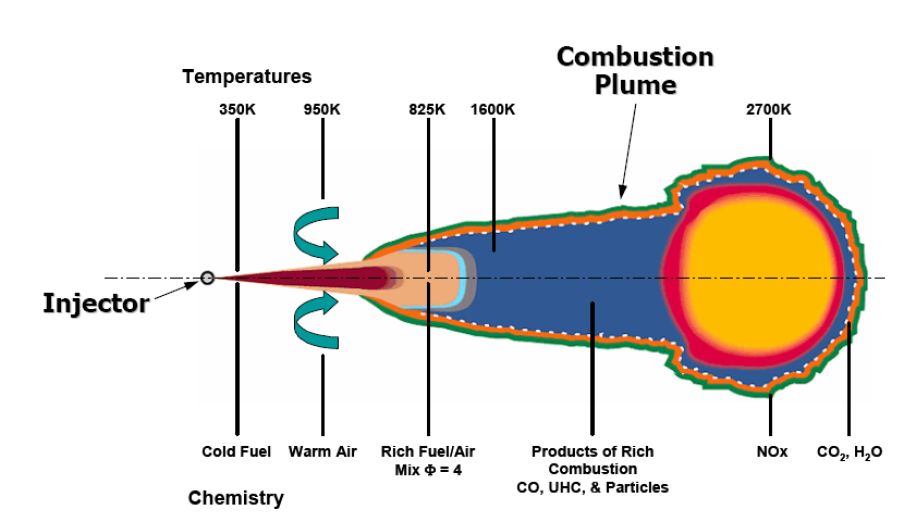 Combustion
Plume
Temperatures
350K
950K
825K
1600K
2700K
Injector
Cold Fuel
Warm Air
Rich Fuel/Air
Mix Φ = 4
Products of Rich
Combustion
CO, UHC, & Particles
NOx
CO₂, H₂O
Chemistry